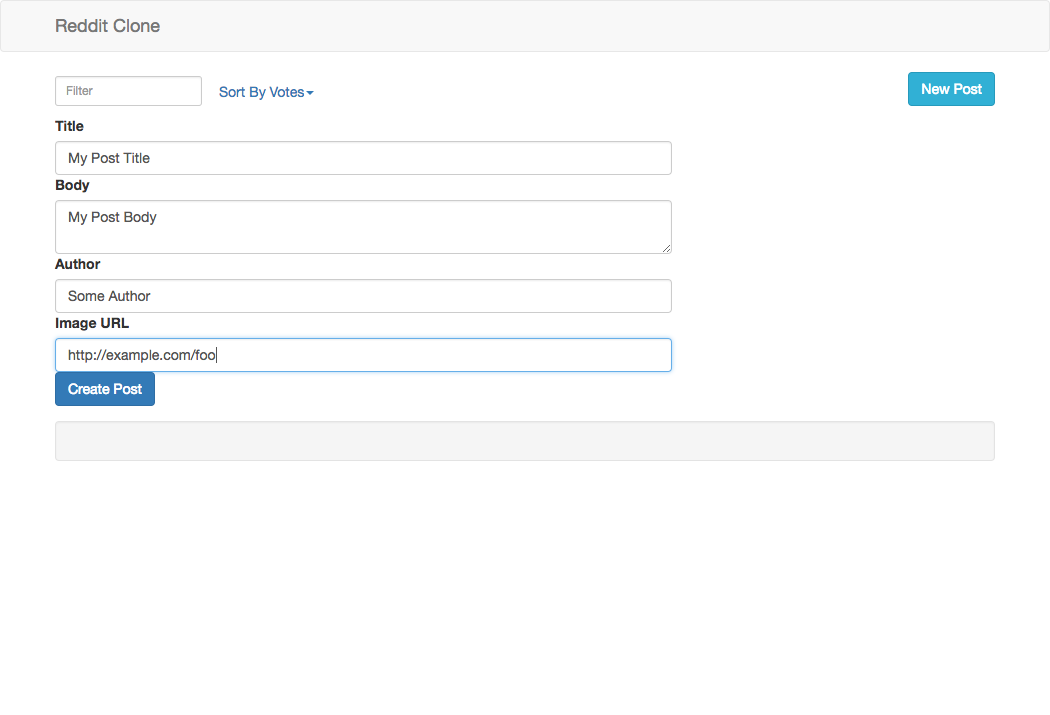 Reddit Clone
Filter
Sort By Votes
New Post
Title
My Post Title
Body
My Post Body
Author
Some Author
Image URL
http://example.com/foo
Create Post